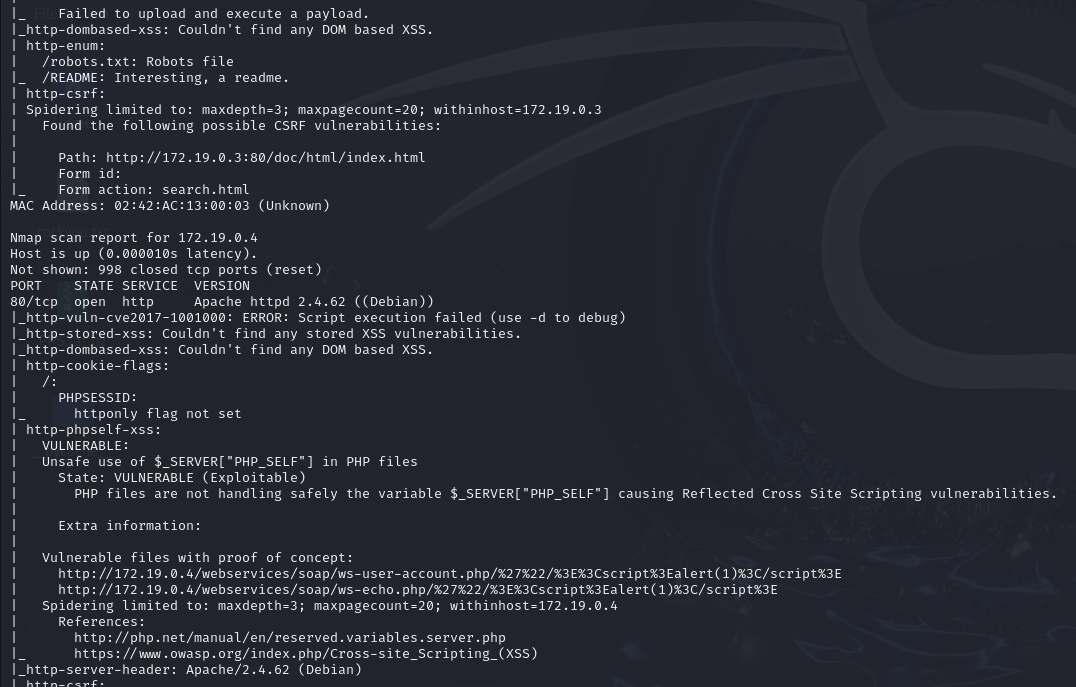 |_    Failed to upload and execute a payload.
|_http-dombased-xss: Couldn't find any DOM based XSS.
| http-enum:
|   /robots.txt: Robots file
|_  /README: Interesting, a readme.
| http-csrf:
| Spidering limited to: maxdepth=3; maxpagecount=20; withinhost=172.19.0.3
|   Found the following possible CSRF vulnerabilities:
|
|     Path: http://172.19.0.3:80/doc/html/index.html
|     Form id:
|_    Form action: search.html
MAC Address: 02:42:AC:13:00:03 (Unknown)
Nmap scan report for 172.19.0.4
Host is up (0.000010s latency).
Not shown: 998 closed tcp ports (reset)
PORT    STATE SERVICE  VERSION
80/tcp  open  http     Apache httpd 2.4.62 ((Debian))
|_http-vuln-cve2017-1001000: ERROR: Script execution failed (use -d to debug)
|_http-stored-xss: Couldn't find any stored XSS vulnerabilities.
|_http-dombased-xss: Couldn't find any DOM based XSS.
| http-cookie-flags:
|   /:
|     PHPSESSID:
|_      httponly flag not set
| http-phpself-xss:
|   VULNERABLE:
|   Unsafe use of $_SERVER["PHP_SELF"] in PHP files
|     State: VULNERABLE (Exploitable)
|       PHP files are not handling safely the variable $_SERVER["PHP_SELF"] causing Reflected Cross Site Scripting vulnerabilities.
|
|     Extra information:
|
|   Vulnerable files with proof of concept:
|     http://172.19.0.4/webservices/soap/ws-user-account.php/%27%22/%3E%3Cscript%3Ealert(1)%3C/script%3E
|     http://172.19.0.4/webservices/soap/ws-echo.php/%27%22/%3E%3Cscript%3Ealert(1)%3C/script%3E
|   Spidering limited to: maxdepth=3; maxpagecount=20; withinhost=172.19.0.4
|     References:
|       http://php.net/manual/en/reserved.variables.server.php
|_      https://www.owasp.org/index.php/Cross-site_Scripting_(XSS)
|_http-server-header: Apache/2.4.62 (Debian)
| http-csrf: